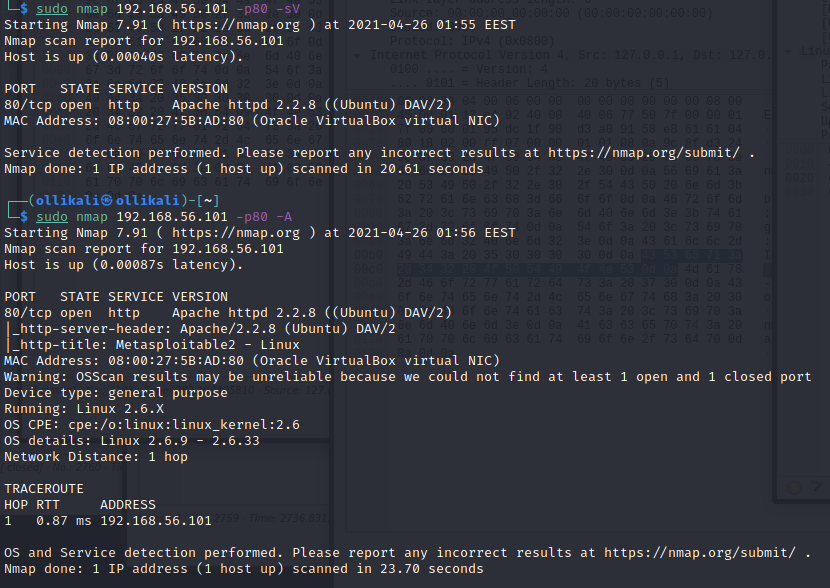 └─$ sudo nmap 192.168.56.101 -p80 -sV
Starting Nmap 7.91 ( https://nmap.org ) at 2021-04-26 01:55 EEST
Nmap scan report for 192.168.56.101
Host is up (0.00040s latency).
PORT   STATE SERVICE VERSION
80/tcp open  http    Apache httpd 2.2.8 ((Ubuntu) DAV/2)
MAC Address: 08:00:27:5B:AD:80 (Oracle VirtualBox virtual NIC)
Service detection performed. Please report any incorrect results at https://nmap.org/submit/ .
Nmap done: 1 IP address (1 host up) scanned in 20.61 seconds
┌──(ollikali㉿ollikali)-[~]
└─$ sudo nmap 192.168.56.101 -p80 -A
Starting Nmap 7.91 ( https://nmap.org ) at 2021-04-26 01:56 EEST
Nmap scan report for 192.168.56.101
Host is up (0.00087s latency).
PORT   STATE SERVICE VERSION
80/tcp open  http    Apache httpd 2.2.8 ((Ubuntu) DAV/2)
|_http-server-header: Apache/2.2.8 (Ubuntu) DAV/2
|_http-title: Metasploitable2 - Linux
MAC Address: 08:00:27:5B:AD:80 (Oracle VirtualBox virtual NIC)
Warning: OSScan results may be unreliable because we could not find at least 1 open and 1 closed port
Device type: general purpose
Running: Linux 2.6.X
OS CPE: cpe:/o:linux:linux_kernel:2.6
OS details: Linux 2.6.9 - 2.6.33
Network Distance: 1 hop
TRACEROUTE
HOP RTT     ADDRESS
1   0.87 ms 192.168.56.101
OS and Service detection performed. Please report any incorrect results at https://nmap.org/submit/ .
Nmap done: 1 IP address (1 host up) scanned in 23.70 seconds